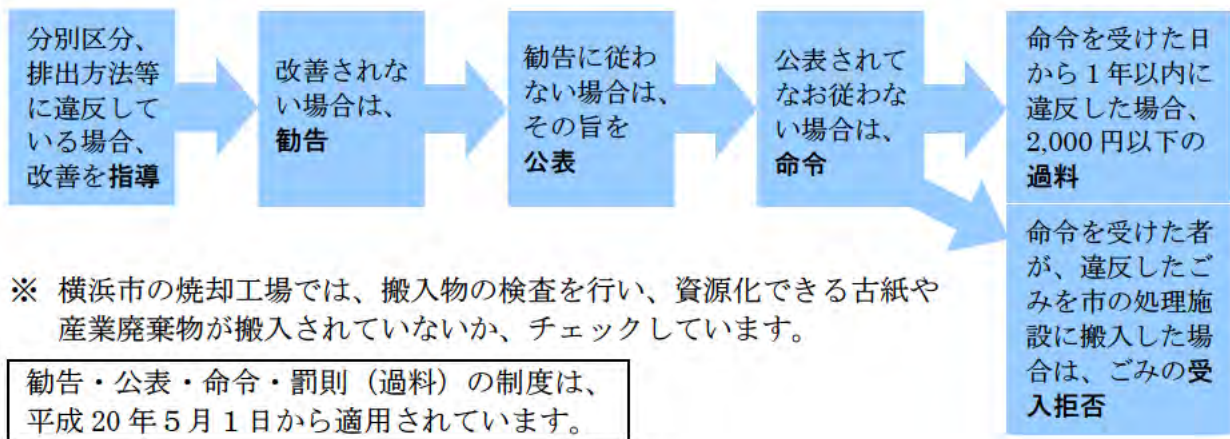 分別区分、
排出方法等
に違反して
いる場合、
改善を指導
改善されな
い場合は、
勧告
勧告に従わ
ない場合は、
その旨を
公表
公表されて
なお従わな
い場合は、
命令
命令を受けた日
から１年以内に
違反した場合、
2,000 円以下の
過料
命令を受けた者
が、違反したご
みを市の処理施
設に搬入した場
合は、ごみの受
入拒否
※ 横浜市の焼却工場では、搬入物の検査を行い、資源化できる古紙や
産業廃棄物が搬入されていないか、チェックしています。
勧告・公表・命令・罰則（過料）の制度は、
平成 20 年５月１日から適用されています。